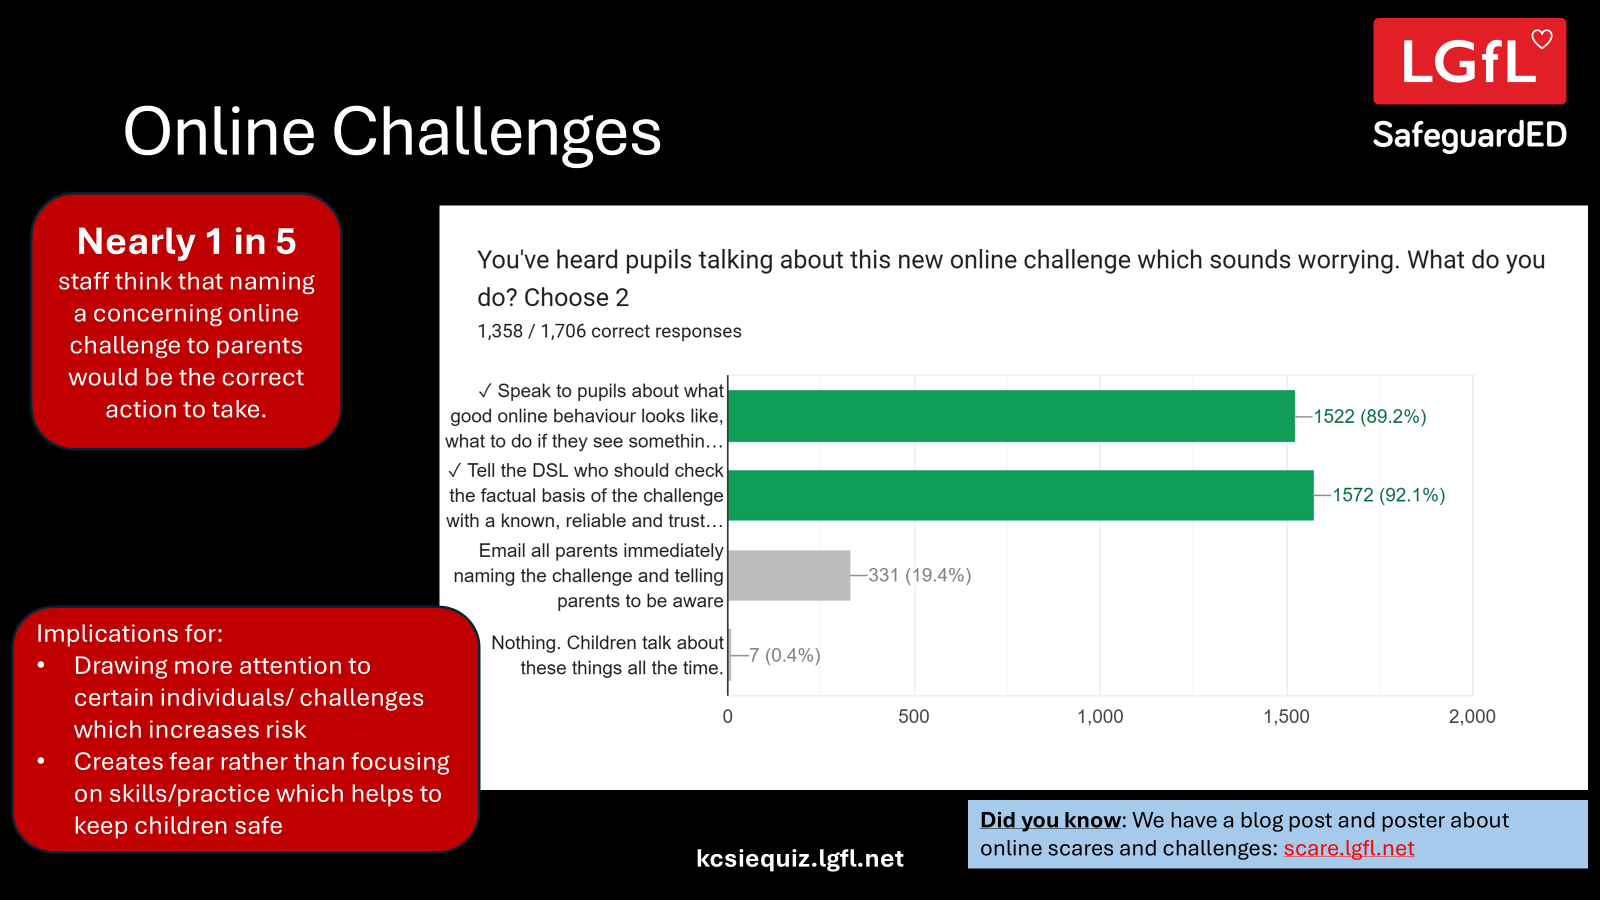 LGfL
SafeguardED
Online Challenges
Nearly 1 in 5
staff think that naming
a concerning online
challenge to parents
would be the correct
action to take.
You've heard pupils talking about this new online challenge which sounds worrying. What do you
do? Choose 2
1,358 / 1,706 correct responses
✓ Speak to pupils about what
good online behaviour looks like,
what to do if they see somethin…
1522 (89.2%)
✓ Tell the DSL who should check
the factual basis of the challenge
with a known, reliable and trust…
1572 (92.1%)
Email all parents immediately
naming the challenge and telling
parents to be aware
331 (19.4%)
Nothing. Children talk about
these things all the time.
7 (0.4%)
0 500 1,000 1,500 2,000
Implications for:
• Drawing more attention to
certain individuals/ challenges
which increases risk
• Creates fear rather than focusing
on skills/practice which helps to
keep children safe
kcsiequiz.lgfl.net
Did you know: We have a blog post and poster about
online scares and challenges: scare.lgfl.net